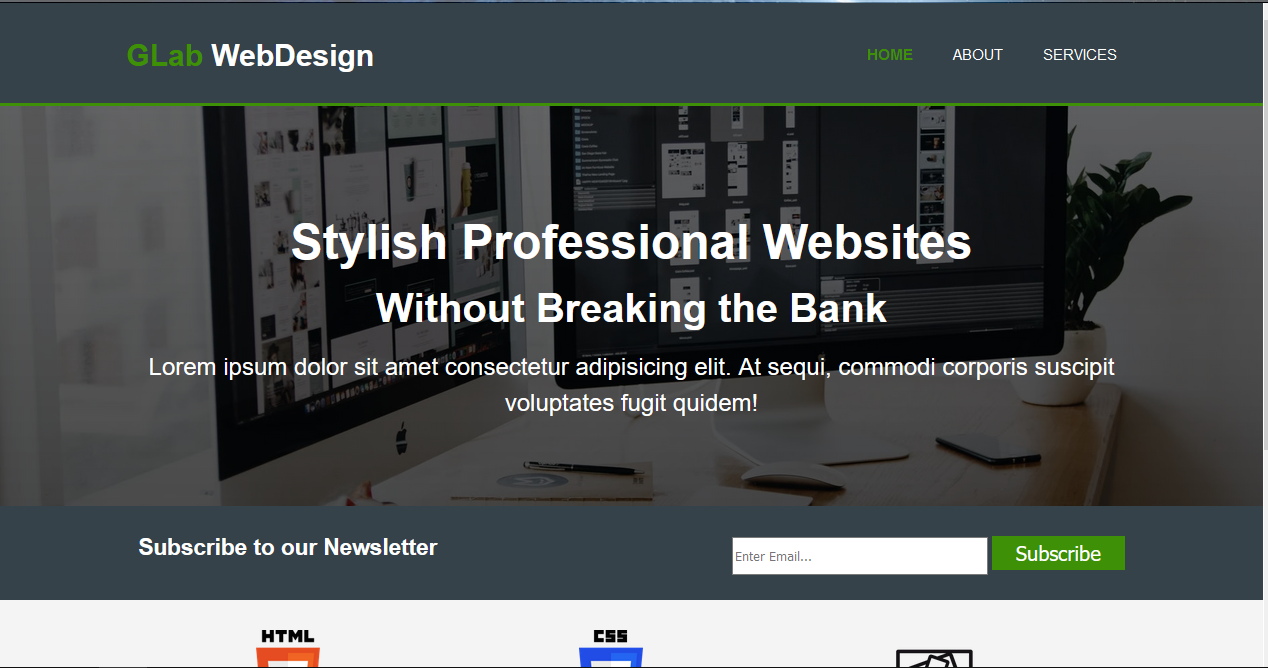 GLab WebDesign
HOME ABOUT SERVICES
Stylish Professional Websites
Without Breaking the Bank
Lorem ipsum dolor sit amet consectetur adipisicing elit. At sequi, commodi corporis suscipit
voluptates fugit quidem!
Subscribe to our Newsletter
Enter Email...
Subscribe
HTML
CSS